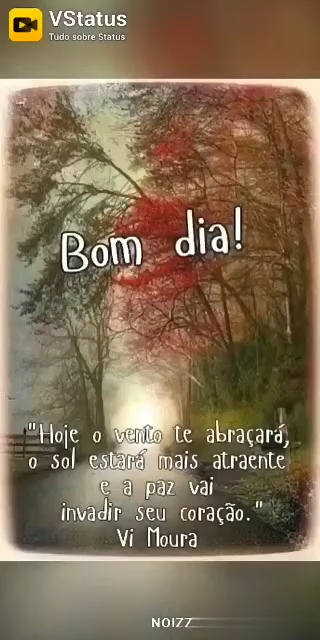 VStatus
Tudo sobre Status
Bom dia!
"Hoje o vento te abraçará,
o sol estará mais atraente
e a paz vai
invadir seu coração."
Vi Moura
NOIZZ